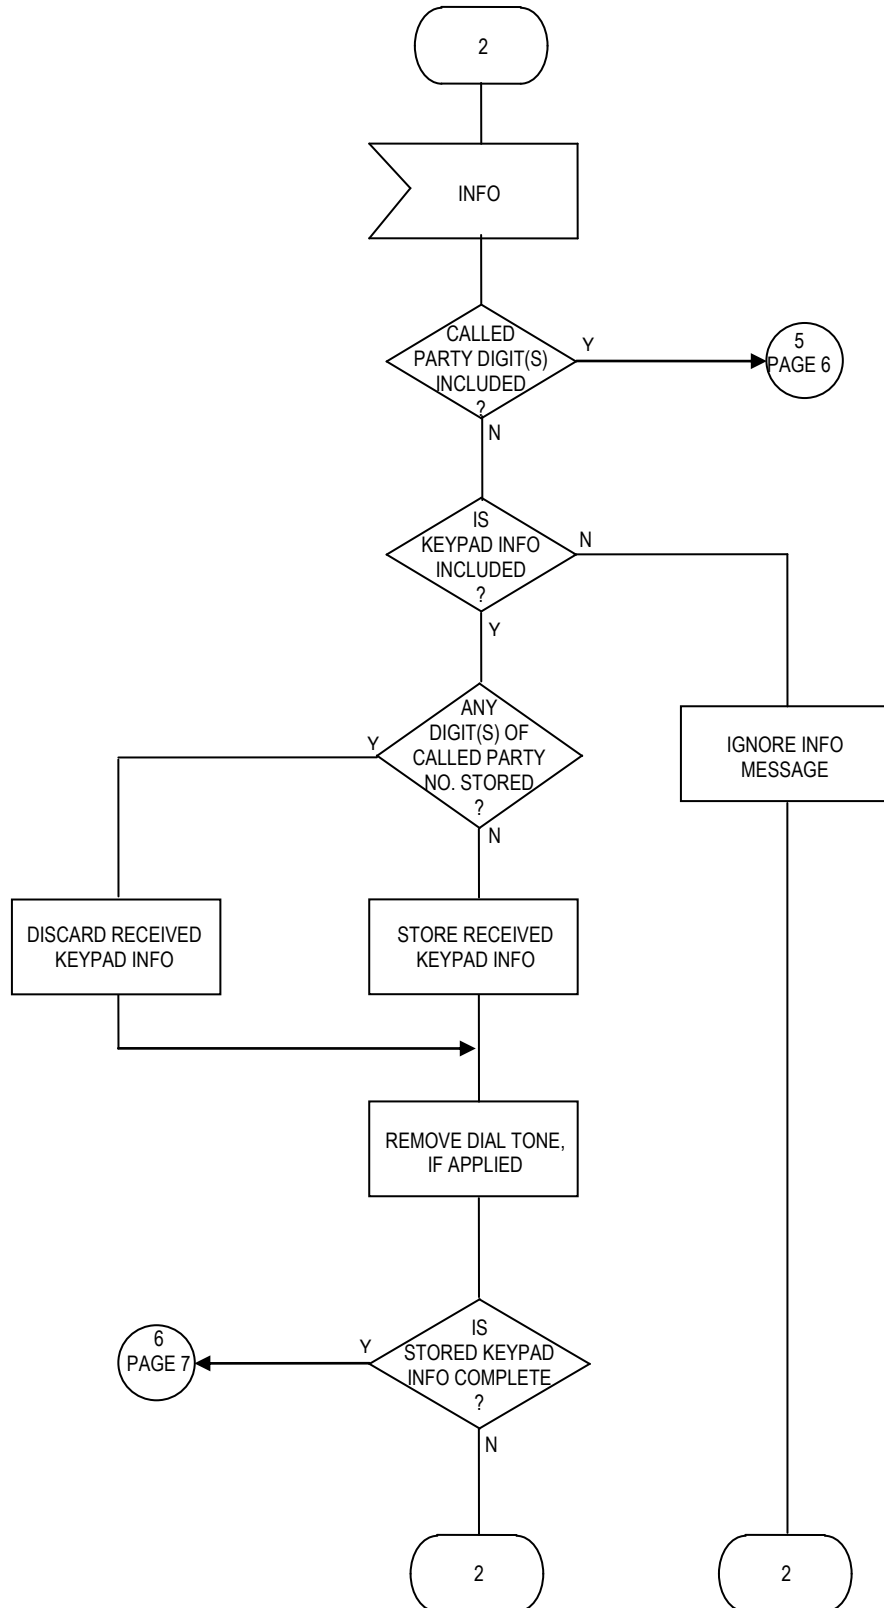 2
INFO
CALLED
PARTY DIGIT(S)
INCLUDED
?
Y
5
PAGE 6
N
IS
KEYPAD INFO
INCLUDED
?
N
Y
ANY
DIGIT(S) OF
CALLED PARTY
NO. STORED
?
Y
IGNORE INFO
MESSAGE
N
DISCARD RECEIVED
KEYPAD INFO
STORE RECEIVED
KEYPAD INFO
REMOVE DIAL TONE,
IF APPLIED
IS
STORED KEYPAD
INFO COMPLETE
?
Y
6
PAGE 7
N
2
2